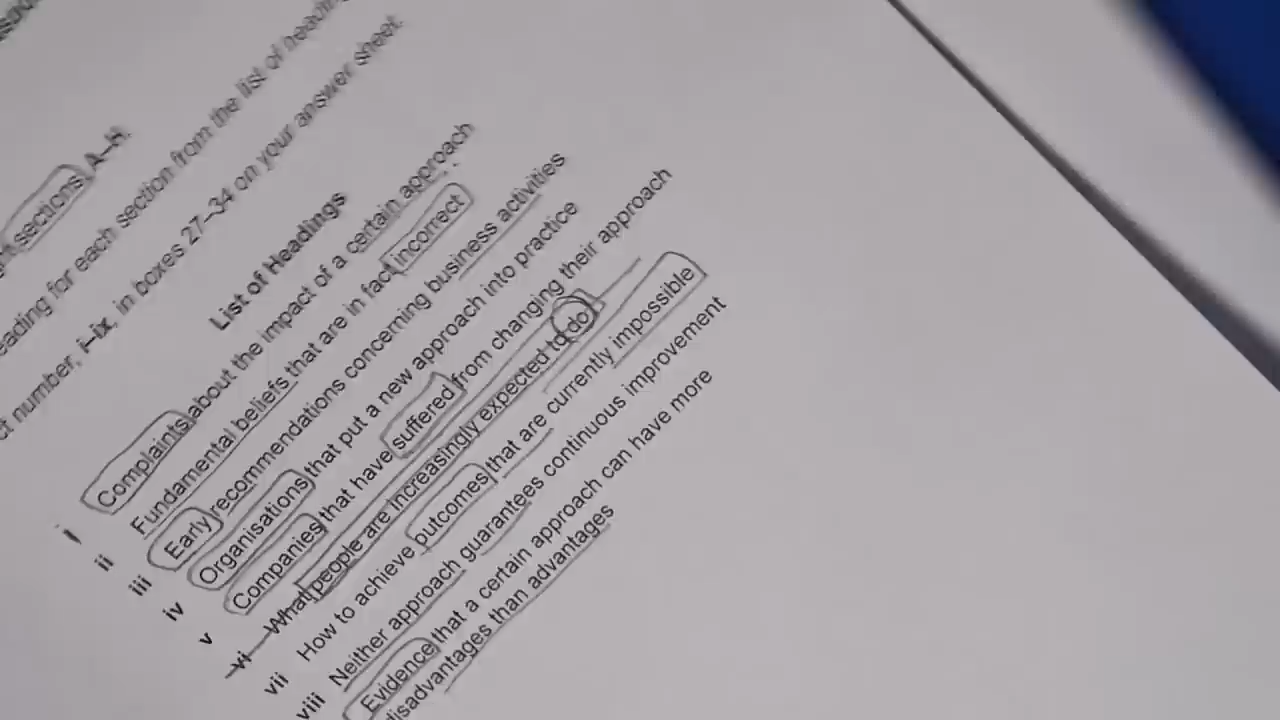 sections A–H.
heading for each section from the list of
number, i–ix, in boxes 27–34 on your answer sheet.
List of Headings
i Complaints about the impact of a certain approach
ii Fundamental beliefs that are in fact incorrect
iii Early recommendations concerning business activities
iv Organisations that put a new approach into practice
v Companies that have suffered from changing their approach
vi What people are increasingly expected to do
vii How to achieve outcomes that are currently impossible
viii Neither approach guarantees continuous improvement
Evidence that a certain approach can have more
disadvantages than advantages